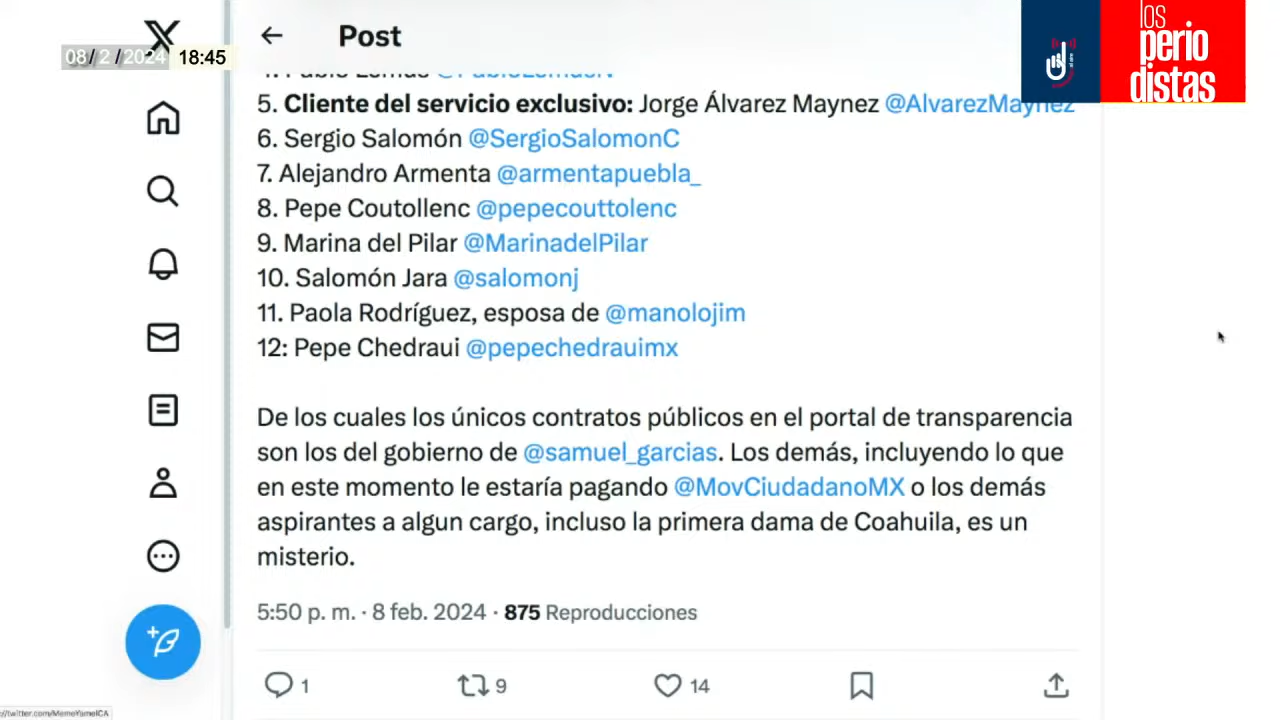 Post
08/ 2 /2024 18:45
los
perio
distas
4. Pablo Lemus @PabloLemusN
5. Cliente del servicio exclusivo: Jorge Álvarez Maynez @AlvarezMaynez
6. Sergio Salomón @SergioSalomonC
7. Alejandro Armenta @armentapuebla_
8. Pepe Coutollenc @pepecouttolenc
9. Marina del Pilar @MarinadelPilar
10. Salomón Jara @salomonj
11. Paola Rodríguez, esposa de @manolojim
12: Pepe Chedraui @pepechedrauimx
De los cuales los únicos contratos públicos en el portal de transparencia
son los del gobierno de @samuel_garcias. Los demás, incluyendo lo que
en este momento le estaría pagando @MovCiudadanoMX o los demás
aspirantes a algun cargo, incluso la primera dama de Coahuila, es un
misterio.
5:50 p. m. · 8 feb. 2024 · 875 Reproducciones
1 9 14